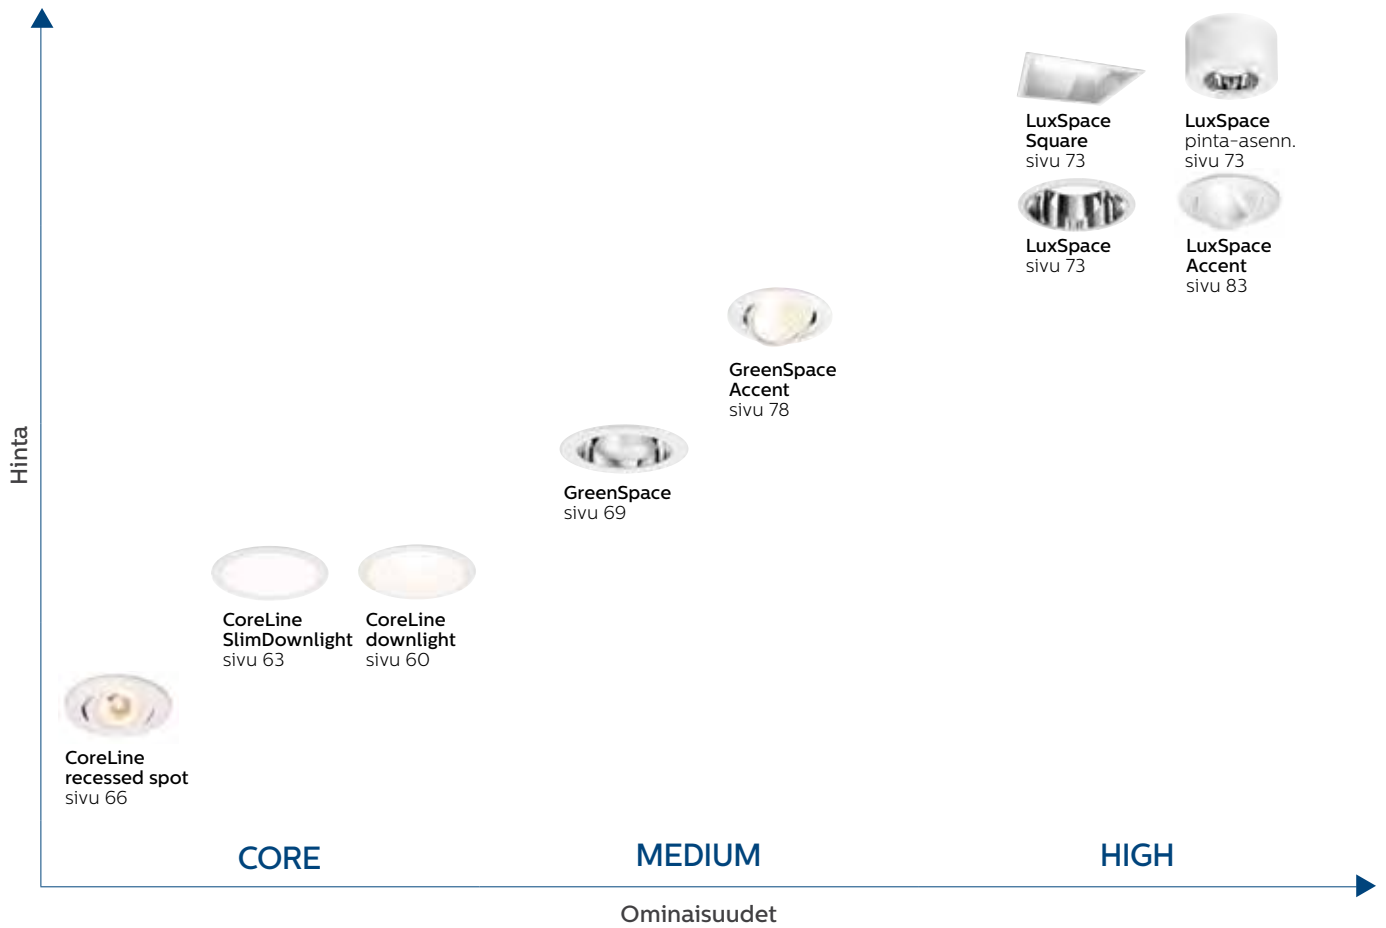 LuxSpace
Square
sivu 73
LuxSpace
pinta-asenn.
sivu 73
LuxSpace
sivu 73
LuxSpace
Accent
sivu 83
GreenSpace
Accent
sivu 78
Hinta
GreenSpace
sivu 69
CoreLine
SlimDownlight
sivu 63
CoreLine
downlight
sivu 60
CoreLine
recessed spot
sivu 66
CORE
MEDIUM
HIGH
Ominaisuudet